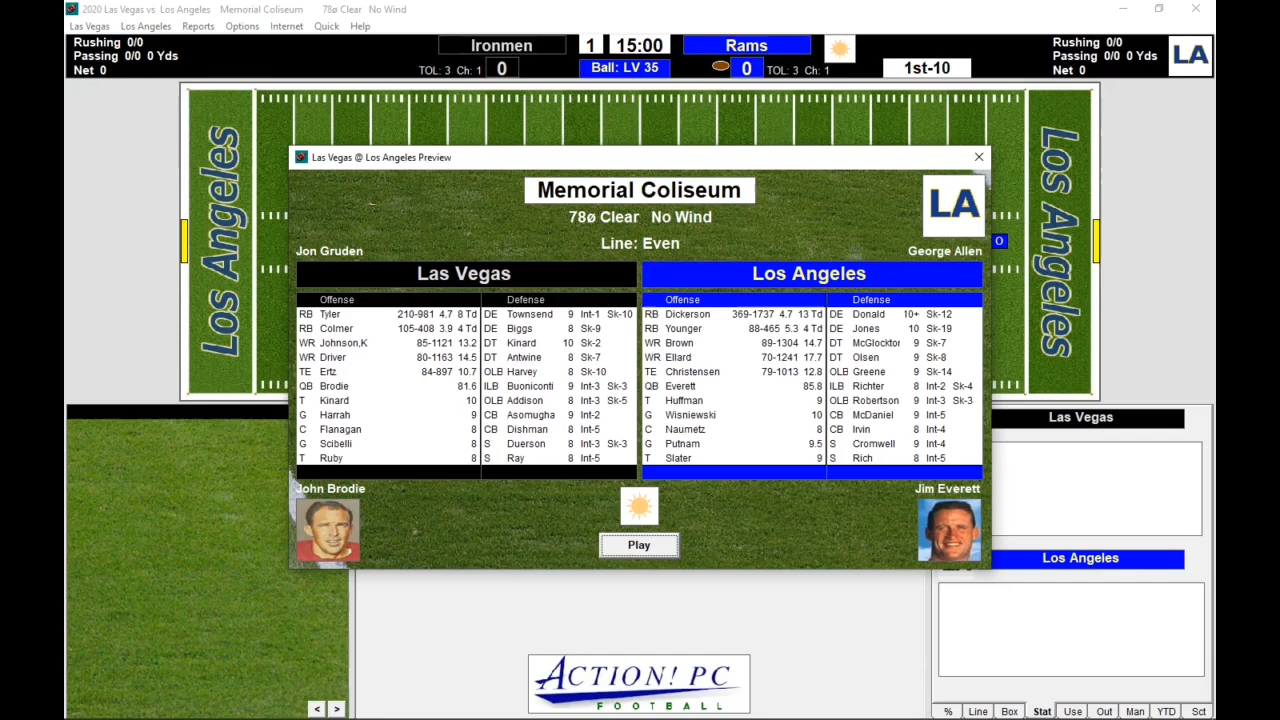 2020 Las Vegas vs Los Angeles Memorial Coliseum 78ø Clear No Wind
Las Vegas Los Angeles Reports Options Internet Quick Help
Rushing 0/0
Passing 0/0 0 Yds
Net 0
Ironmen 1 15:00 Rams
TOL: 3 Ch: 1 0 Ball: LV 35 0 TOL: 3 Ch: 1
1st-10
Rushing 0/0
Passing 0/0 0 Yds
Net 0
LA
Los Angeles
Los Angeles
Las Vegas @ Los Angeles Preview
Memorial Coliseum
78ø Clear No Wind
Line: Even
LA
Jon Gruden George Allen
O
Las Vegas Los Angeles
Offense Defense Offense Defense
RB Tyler 210-981 4.7 8 Td DE Townsend 9 Int-1 Sk-10 RB Dickerson 369-1737 4.7 13 Td DE Donald 10+ Sk-12
RB Colmer 105-408 3.9 4 Td DE Biggs 8 Sk-9 RB Younger 88-465 5.3 4 Td DE Jones 10 Sk-19
WR Johnson,K 85-1121 13.2 DT Kinard 10 Sk-2 WR Brown 89-1304 14.7 DT McGlockton 9 Sk-7
WR Driver 80-1163 14.5 DT Antwine 8 Sk-7 WR Ellard 70-1241 17.7 DT Olsen 9 Sk-8
TE Ertz 84-897 10.7 OLB Harvey 8 Sk-10 TE Christensen 79-1013 12.8 OLB Greene 9 Sk-14
QB Brodie 81.6 ILB Buoniconti 9 Int-3 Sk-3 QB Everett 85.8 ILB Richter 8 Int-2 Sk-4
T Kinard 10 OLB Addison 8 Int-3 Sk-5 T Huffman 9 OLB Robertson 9 Int-3 Sk-3
G Harrah 9 CB Asomugha 9 Int-2 G Wisniewski 10 CB McDaniel 9 Int-5
C Flanagan 8 CB Dishman 8 Int-5 C Naumetz 8 CB Irvin 8 Int-4
G Scibelli 8 S Duerson 8 Int-3 Sk-3 G Putnam 9.5 S Cromwell 9 Int-4
T Ruby 8 S Ray 8 Int-5 T Slater 9 S Rich 8 Int-5
John Brodie Jim Everett
Play
Las Vegas
Los Angeles
ACTION! PC
FOOTBALL
< >
% Line Box Stat Use Out Man YTD Sct